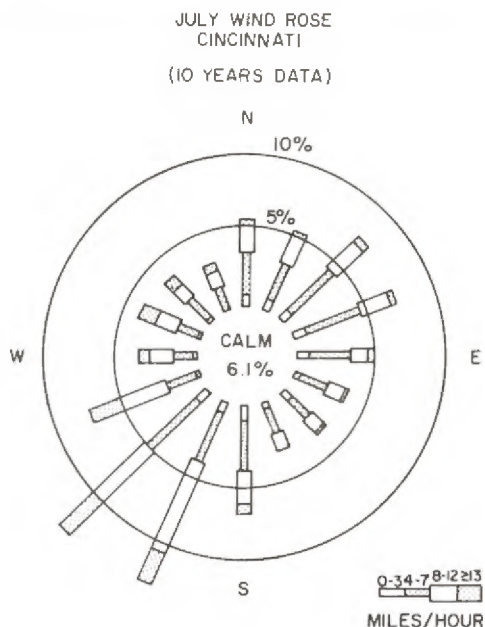 JULY WIND ROSE
CINCINNATI
(10 YEARS DATA)
N
10%
5%
CALM
6.1%
W
E
S
0-3 4-7 8-12 ≥13
MILES/HOUR